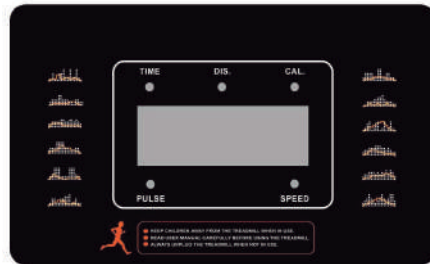 TIME DIS. CAL.
PULSE SPEED
KEEP CHILDREN AWAY FROM THE TREADMILL WHEN IN USE.
READ USER MANUAL CAREFULLY BEFORE USING THE TREADMILL.
ALWAYS UNPLUG THE TREADMILL WHEN NOT IN USE.